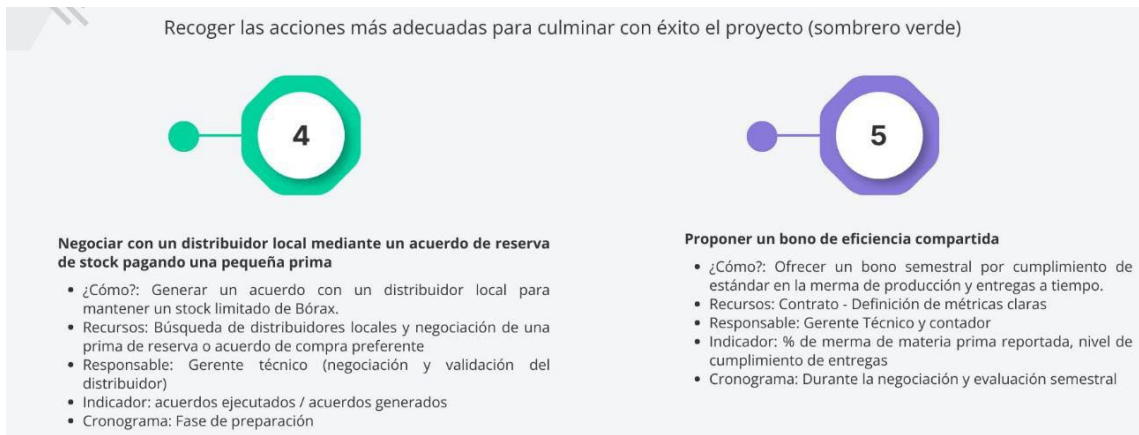 Recoger las acciones más adecuadas para culminar con éxito el proyecto (sombrero verde)
4
Negociar con un distribuidor local mediante un acuerdo de reserva
de stock pagando una pequeña prima
• ¿Cómo?: Generar un acuerdo con un distribuidor local para
mantener un stock limitado de Bórax.
• Recursos: Búsqueda de distribuidores locales y negociación de una
prima de reserva o acuerdo de compra preferente
• Responsable: Gerente técnico (negociación y validación del
distribuidor)
• Indicador: acuerdos ejecutados / acuerdos generados
• Cronograma: Fase de preparación
5
Proponer un bono de eficiencia compartida
• ¿Cómo?: Ofrecer un bono semestral por cumplimiento de
estándar en la merma de producción y entregas a tiempo.
• Recursos: Contrato - Definición de métricas claras
• Responsable: Gerente Técnico y contador
• Indicador: % de merma de materia prima reportada, nivel de
cumplimiento de entregas
• Cronograma: Durante la negociación y evaluación semestral